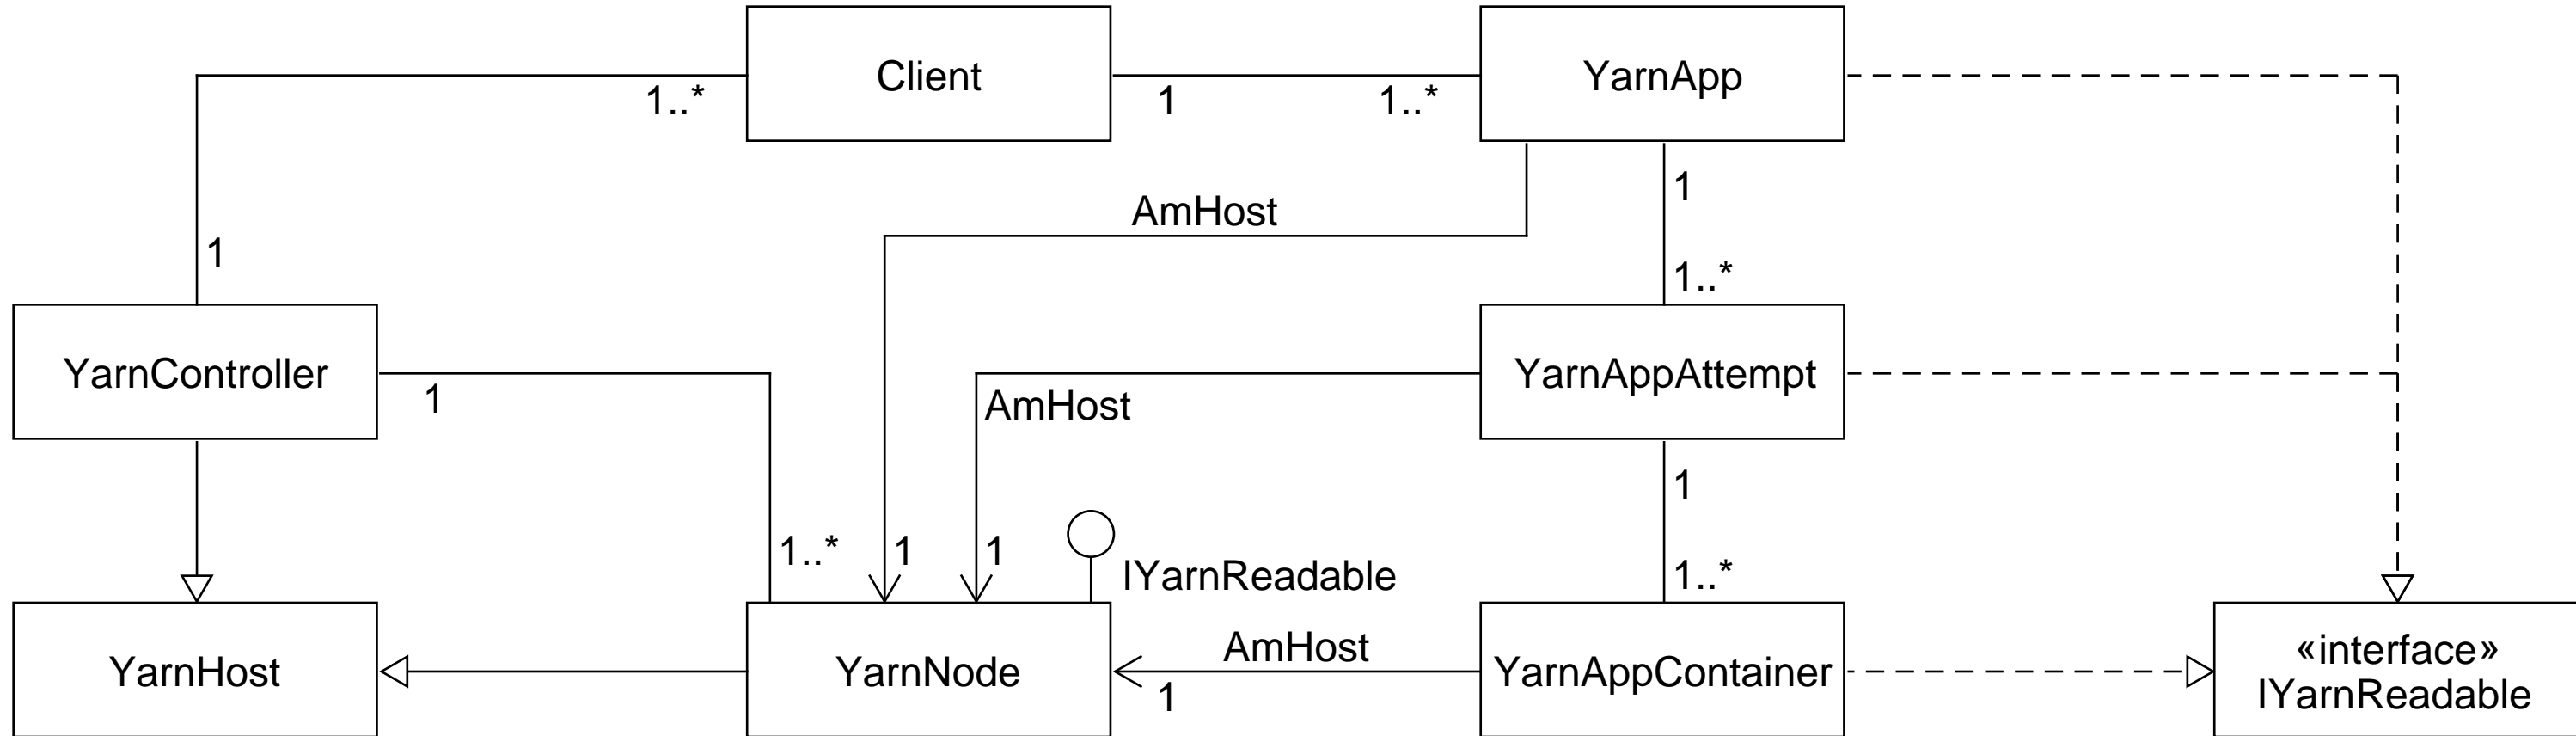 Client
YarnApp
1..*
1
1..*
1
AmHost
1
1
1..*
YarnController
1
AmHost
YarnAppAttempt
1
1..*
1
1
IYarnReadable
1..*
YarnHost
YarnNode
AmHost
1
YarnAppContainer
«interface»
IYarnReadable